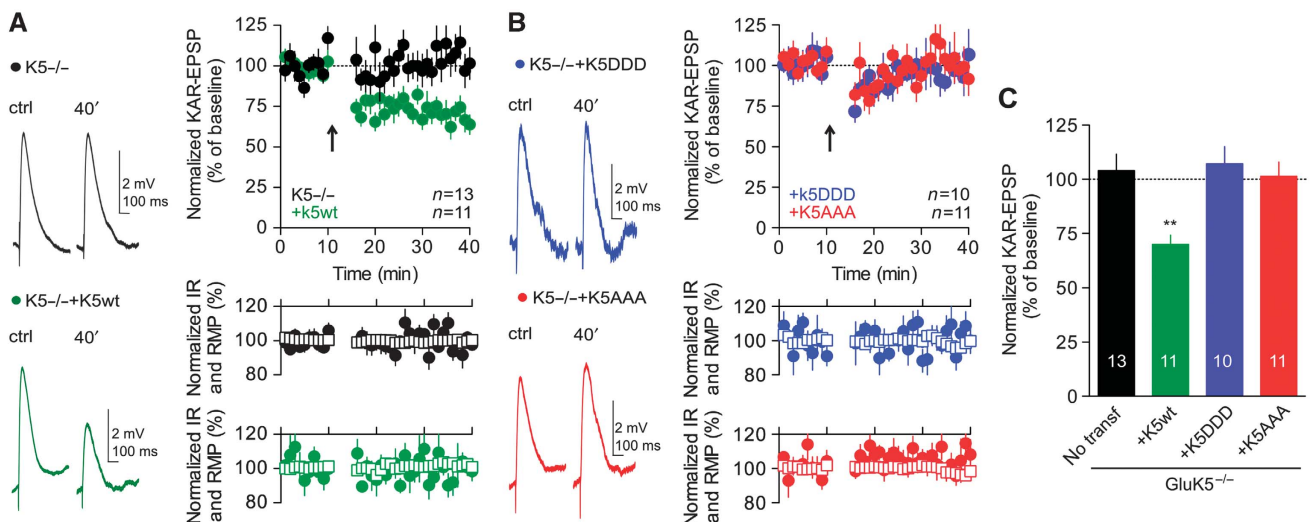 A
K5–/–
ctrl 40′
2 mV
100 ms
K5–/–+K5wt
ctrl 40′
2 mV
100 ms
Normalized KAR-EPSP
(% of baseline)
125
100
75
50
25
0
K5–/– n=13
+k5wt n=11
0 10 20 30 40
Time (min)
Normalized IR
and RMP (%)
120
100
80
Normalized IR
and RMP (%)
120
100
80
B
K5–/–+K5DDD
ctrl 40′
2 mV
100 ms
K5–/–+K5AAA
ctrl 40′
2 mV
100 ms
Normalized KAR-EPSP
(% of baseline)
125
100
75
50
25
0
+k5DDD n=10
+K5AAA n=11
0 10 20 30 40
Time (min)
Normalized IR
and RMP (%)
120
100
80
Normalized IR
and RMP (%)
120
100
80
C
Normalized KAR-EPSP
(% of baseline)
125
100
75
50
25
0
**
13 11 10 11
No transf +K5wt +K5DDD +K5AAA
GluK5–/–